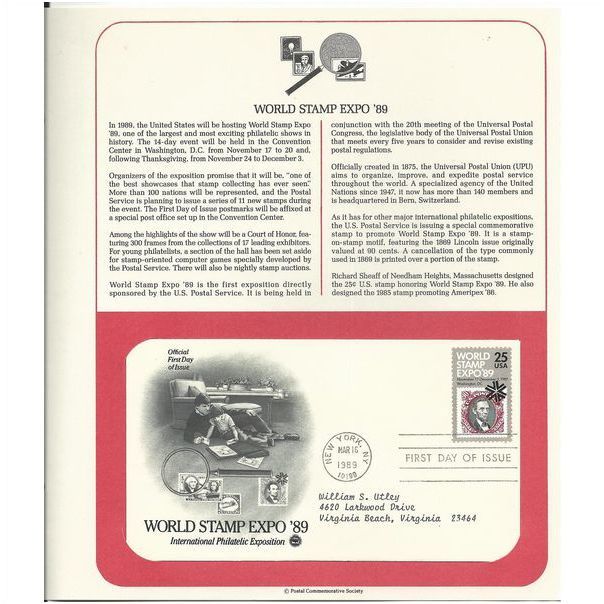 WORLD STAMP EXPO '89
In 1989, the United States will be hosting World Stamp Expo
'89, one of the largest and most exciting philatelic shows in
history. The 14-day event will be held in the Convention
Center in Washington, D.C. from November 17 to 20 and,
following Thanksgiving, from November 24 to December 3.
Organizers of the exposition promise that it will be, "one of
the best showcases that stamp collecting has ever seen."
More than 100 nations will be represented, and the Postal
Service is planning to issue a series of 11 new stamps during
the event. The First Day of Issue postmarks will be affixed at
a special post office set up in the Convention Center.
Among the highlights of the show will be a Court of Honor, fea-
turing 300 frames from the collections of 17 leading exhibitors.
For young philatelists, a section of the hall has been set aside
for stamp-oriented computer games specially developed by
the Postal Service. There will also be nightly stamp auctions.
World Stamp Expo '89 is the first exposition directly
sponsored by the U.S. Postal Service. It is being held in
conjunction with the 20th meeting of the Universal Postal
Congress, the legislative body of the Universal Postal Union
that meets every five years to consider and revise existing
postal regulations.
Officially created in 1875, the Universal Postal Union (UPU)
aims to organize, improve, and expedite postal service
throughout the world. A specialized agency of the United
Nations since 1947, it now has more than 140 members and
is headquartered in Bern, Switzerland.
As it has for other major international philatelic expositions,
the U.S. Postal Service is issuing a special commemorative
stamp to promote World Stamp Expo '89. It is a stamp-
on-stamp motif, featuring the 1869 Lincoln issue originally
valued at 90 cents. A cancellation of the type commonly
used in 1869 is printed over a portion of the stamp.
Richard Sheaff of Needham Heights, Massachusetts designed
the 25¢ U.S. stamp honoring World Stamp Expo '89. He also
designed the 1985 stamp promoting Ameripex '86.
Official
First Day
of Issue
WORLD STAMP EXPO '89
International Philatelic Exposition
NEW YORK, NY
MAR 16
1989
10199
WORLD
STAMP
EXPO '89
25
USA
November 17-December 3, 1989
Washington, DC
FIRST DAY OF ISSUE
William S. Utley
4620 Larkwood Drive
Virginia Beach, Virginia 23464
© Postal Commemorative Society